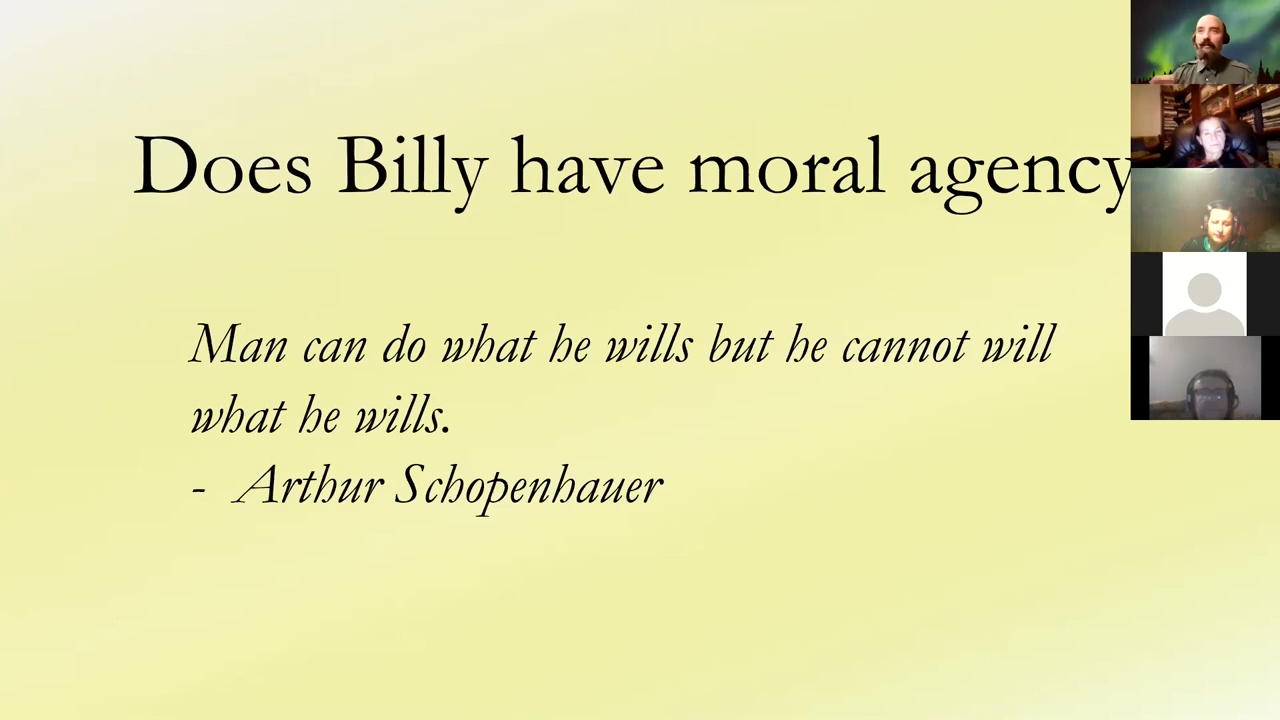 Does Billy have moral agency
Man can do what he wills but he cannot will
what he wills.
- Arthur Schopenhauer